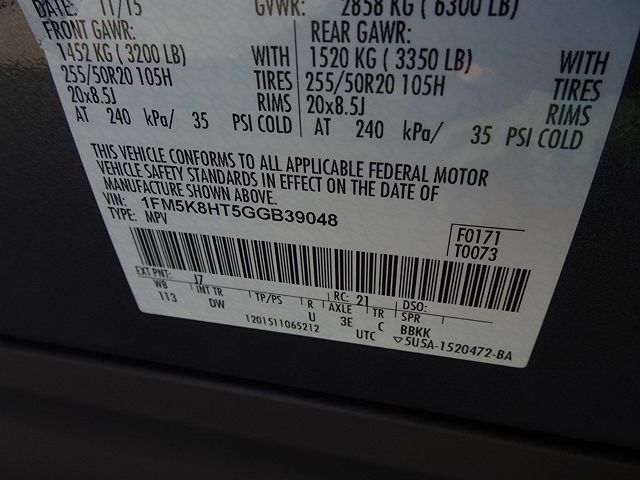 DATE: 11/15 GVWR: 2858 KG ( 6300 LB)
FRONT GAWR: REAR GAWR:
1452 KG ( 3200 LB) WITH 1520 KG ( 3350 LB) WITH
255/50R20 105H TIRES 255/50R20 105H TIRES
20x8.5J RIMS 20x8.5J RIMS
AT 240 kPa/ 35 PSI COLD AT 240 kPa/ 35 PSI COLD
THIS VEHICLE CONFORMS TO ALL APPLICABLE FEDERAL MOTOR
VEHICLE SAFETY STANDARDS IN EFFECT ON THE DATE OF
MANUFACTURE SHOWN ABOVE.
VIN: 1FM5K8HT5GGB39048
TYPE: MPV
F0171
T0073
EXT PNT: J7 RC: 21 DSO:
WB INT TR TP/PS R AXLE TR SPR
113 DW U 3E C BBKK
1201511065212 UTC ▽5U5A-1520472-BA